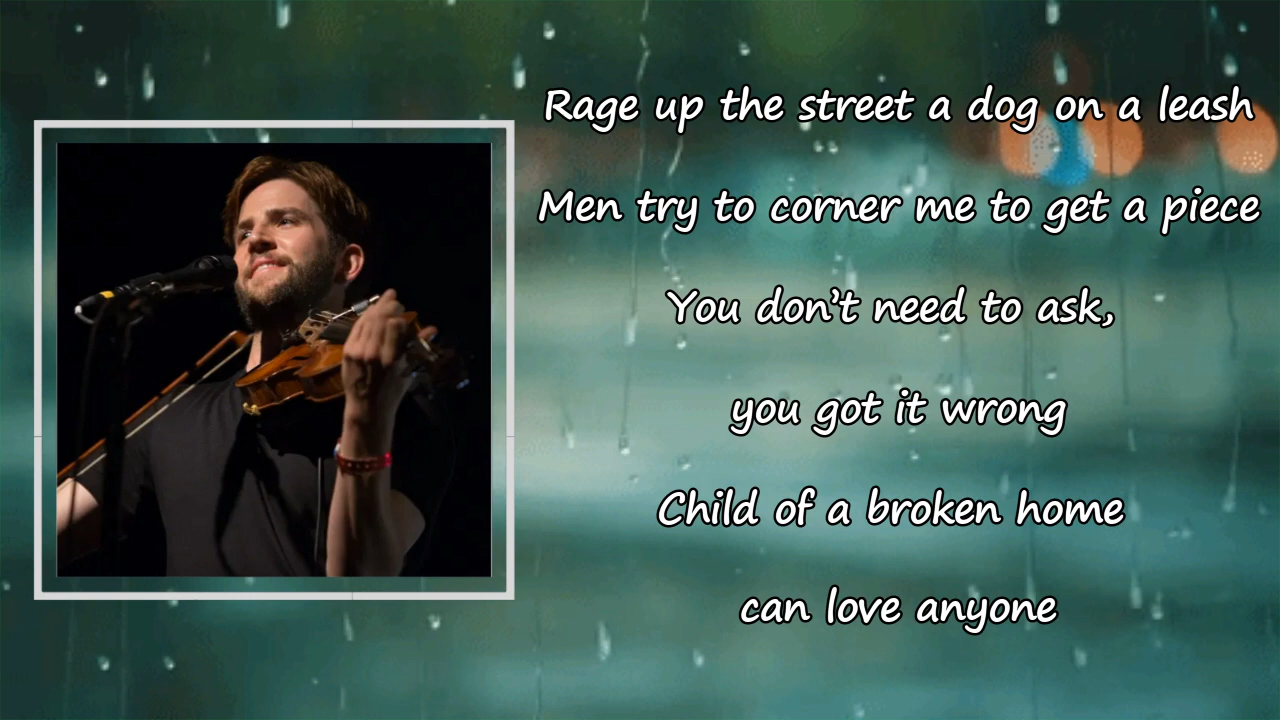 Rage up the street a dog on a leash
Men try to corner me to get a piece
You don’t need to ask,
you got it wrong
Child of a broken home
can love anyone